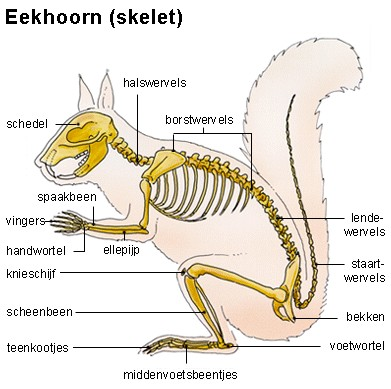 Eekhoorn (skelet)
halswervels
borstwervels
schedel
spaakbeen
vingers
handwortel
ellepijp
knieschijf
scheenbeen
teenkootjes
middenvoetsbeentjes
lende-
wervels
staart-
wervels
bekken
voetwortel